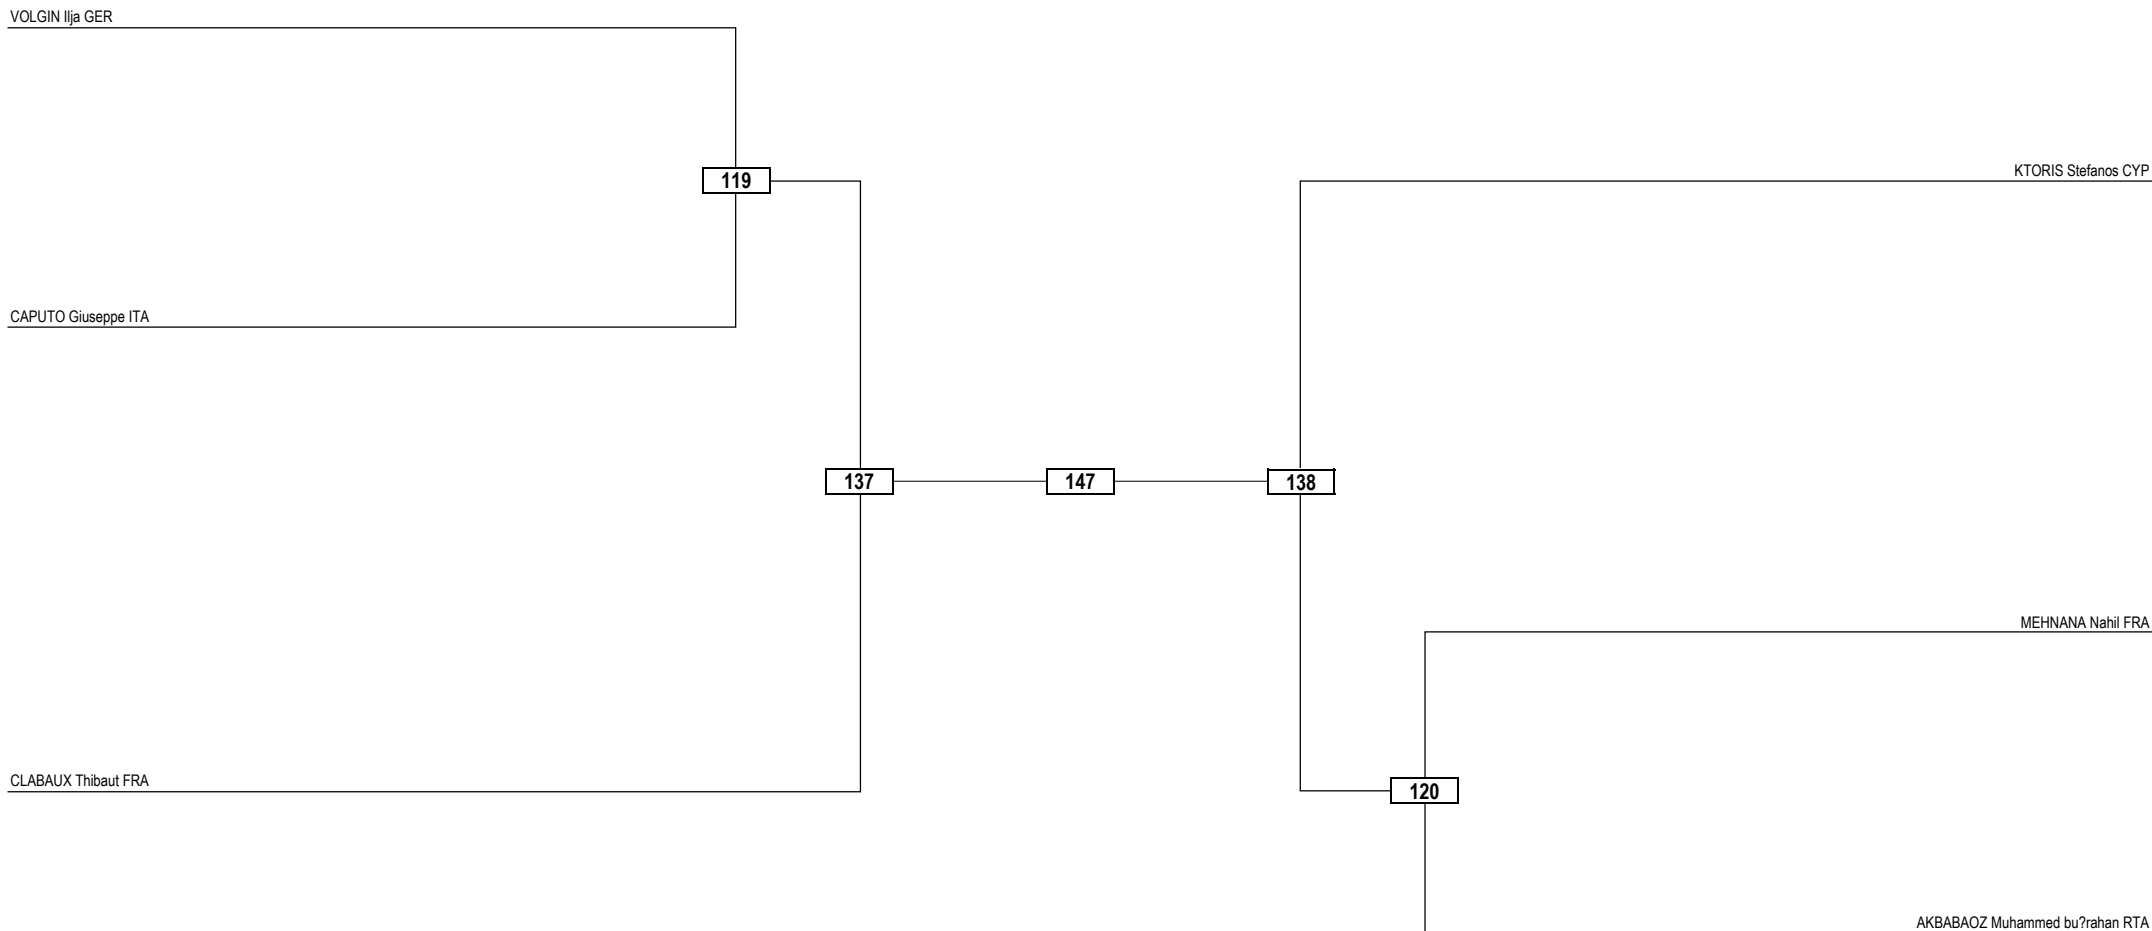 VOLGIN Ilja GER
119
KTORIS Stefanos CYP
CAPUTO Giuseppe ITA
137
147
138
MEHNANA Nahil FRA
CLABAUX Thibaut FRA
120
AKBABAOZ Muhammed bu?rahan RTA